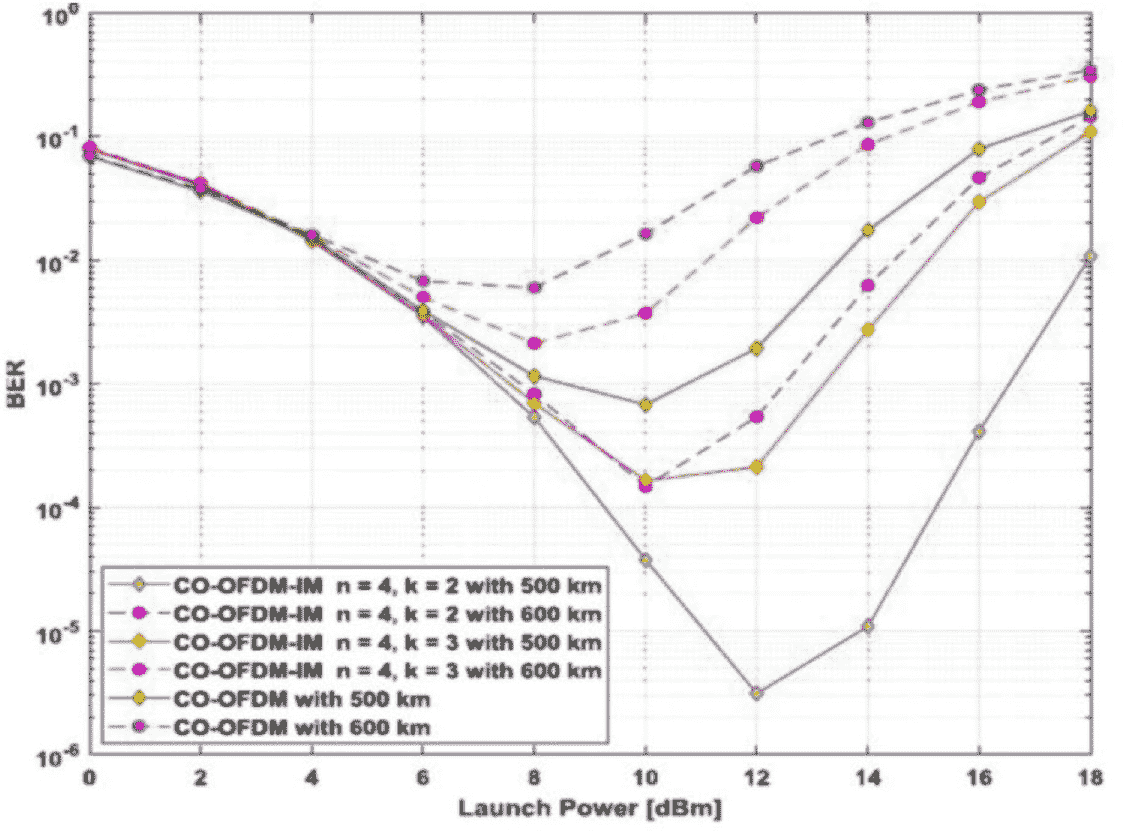 10^0
10^-1
10^-2
10^-3
10^-4
10^-5
10^-6
BER
CO-OFDM-IM n = 4, k = 2 with 500 km
CO-OFDM-IM n = 4, k = 2 with 600 km
CO-OFDM-IM n = 4, k = 3 with 500 km
CO-OFDM-IM n = 4, k = 3 with 600 km
CO-OFDM with 500 km
CO-OFDM with 600 km
0 2 4 6 8 10 12 14 16 18
Launch Power [dBm]